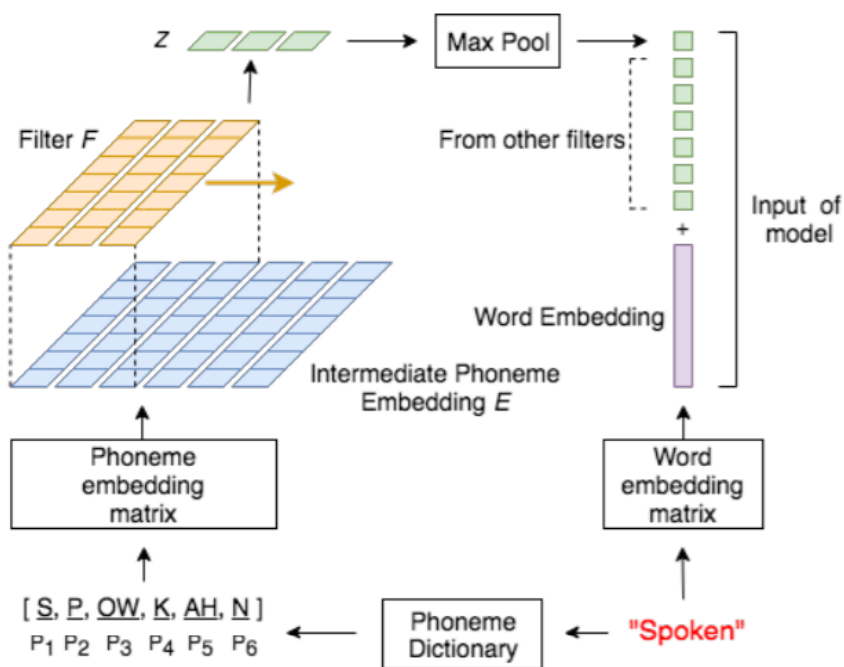 Z
Max Pool
Filter F
From other filters
Input of
model
+
Word Embedding
Intermediate Phoneme
Embedding E
Phoneme
embedding
matrix
Word
embedding
matrix
[ S, P, OW, K, AH, N ]
P1 P2 P3 P4 P5 P6
Phoneme
Dictionary
"Spoken"